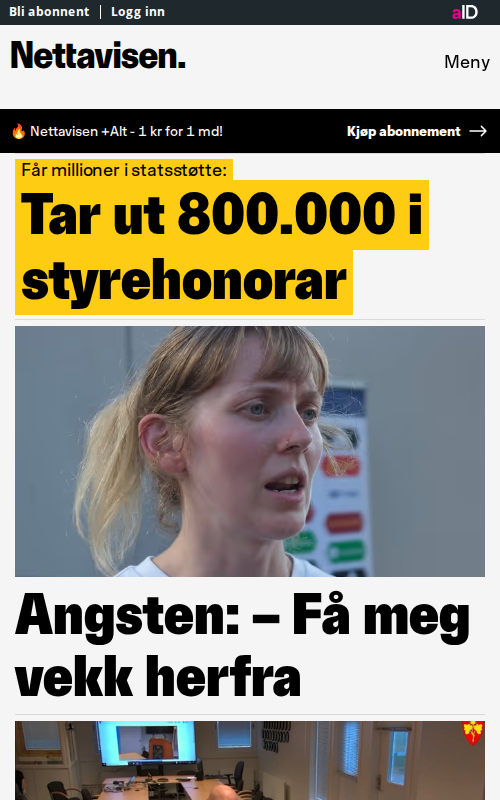 Bli abonnent | Logg inn
aID
Nettavisen.
Meny
🔥 Nettavisen +Alt - 1 kr for 1 md!
Kjøp abonnement →
Får millioner i statsstøtte:
Tar ut 800.000 i
styrehonorar
Angsten: – Få meg
vekk herfra